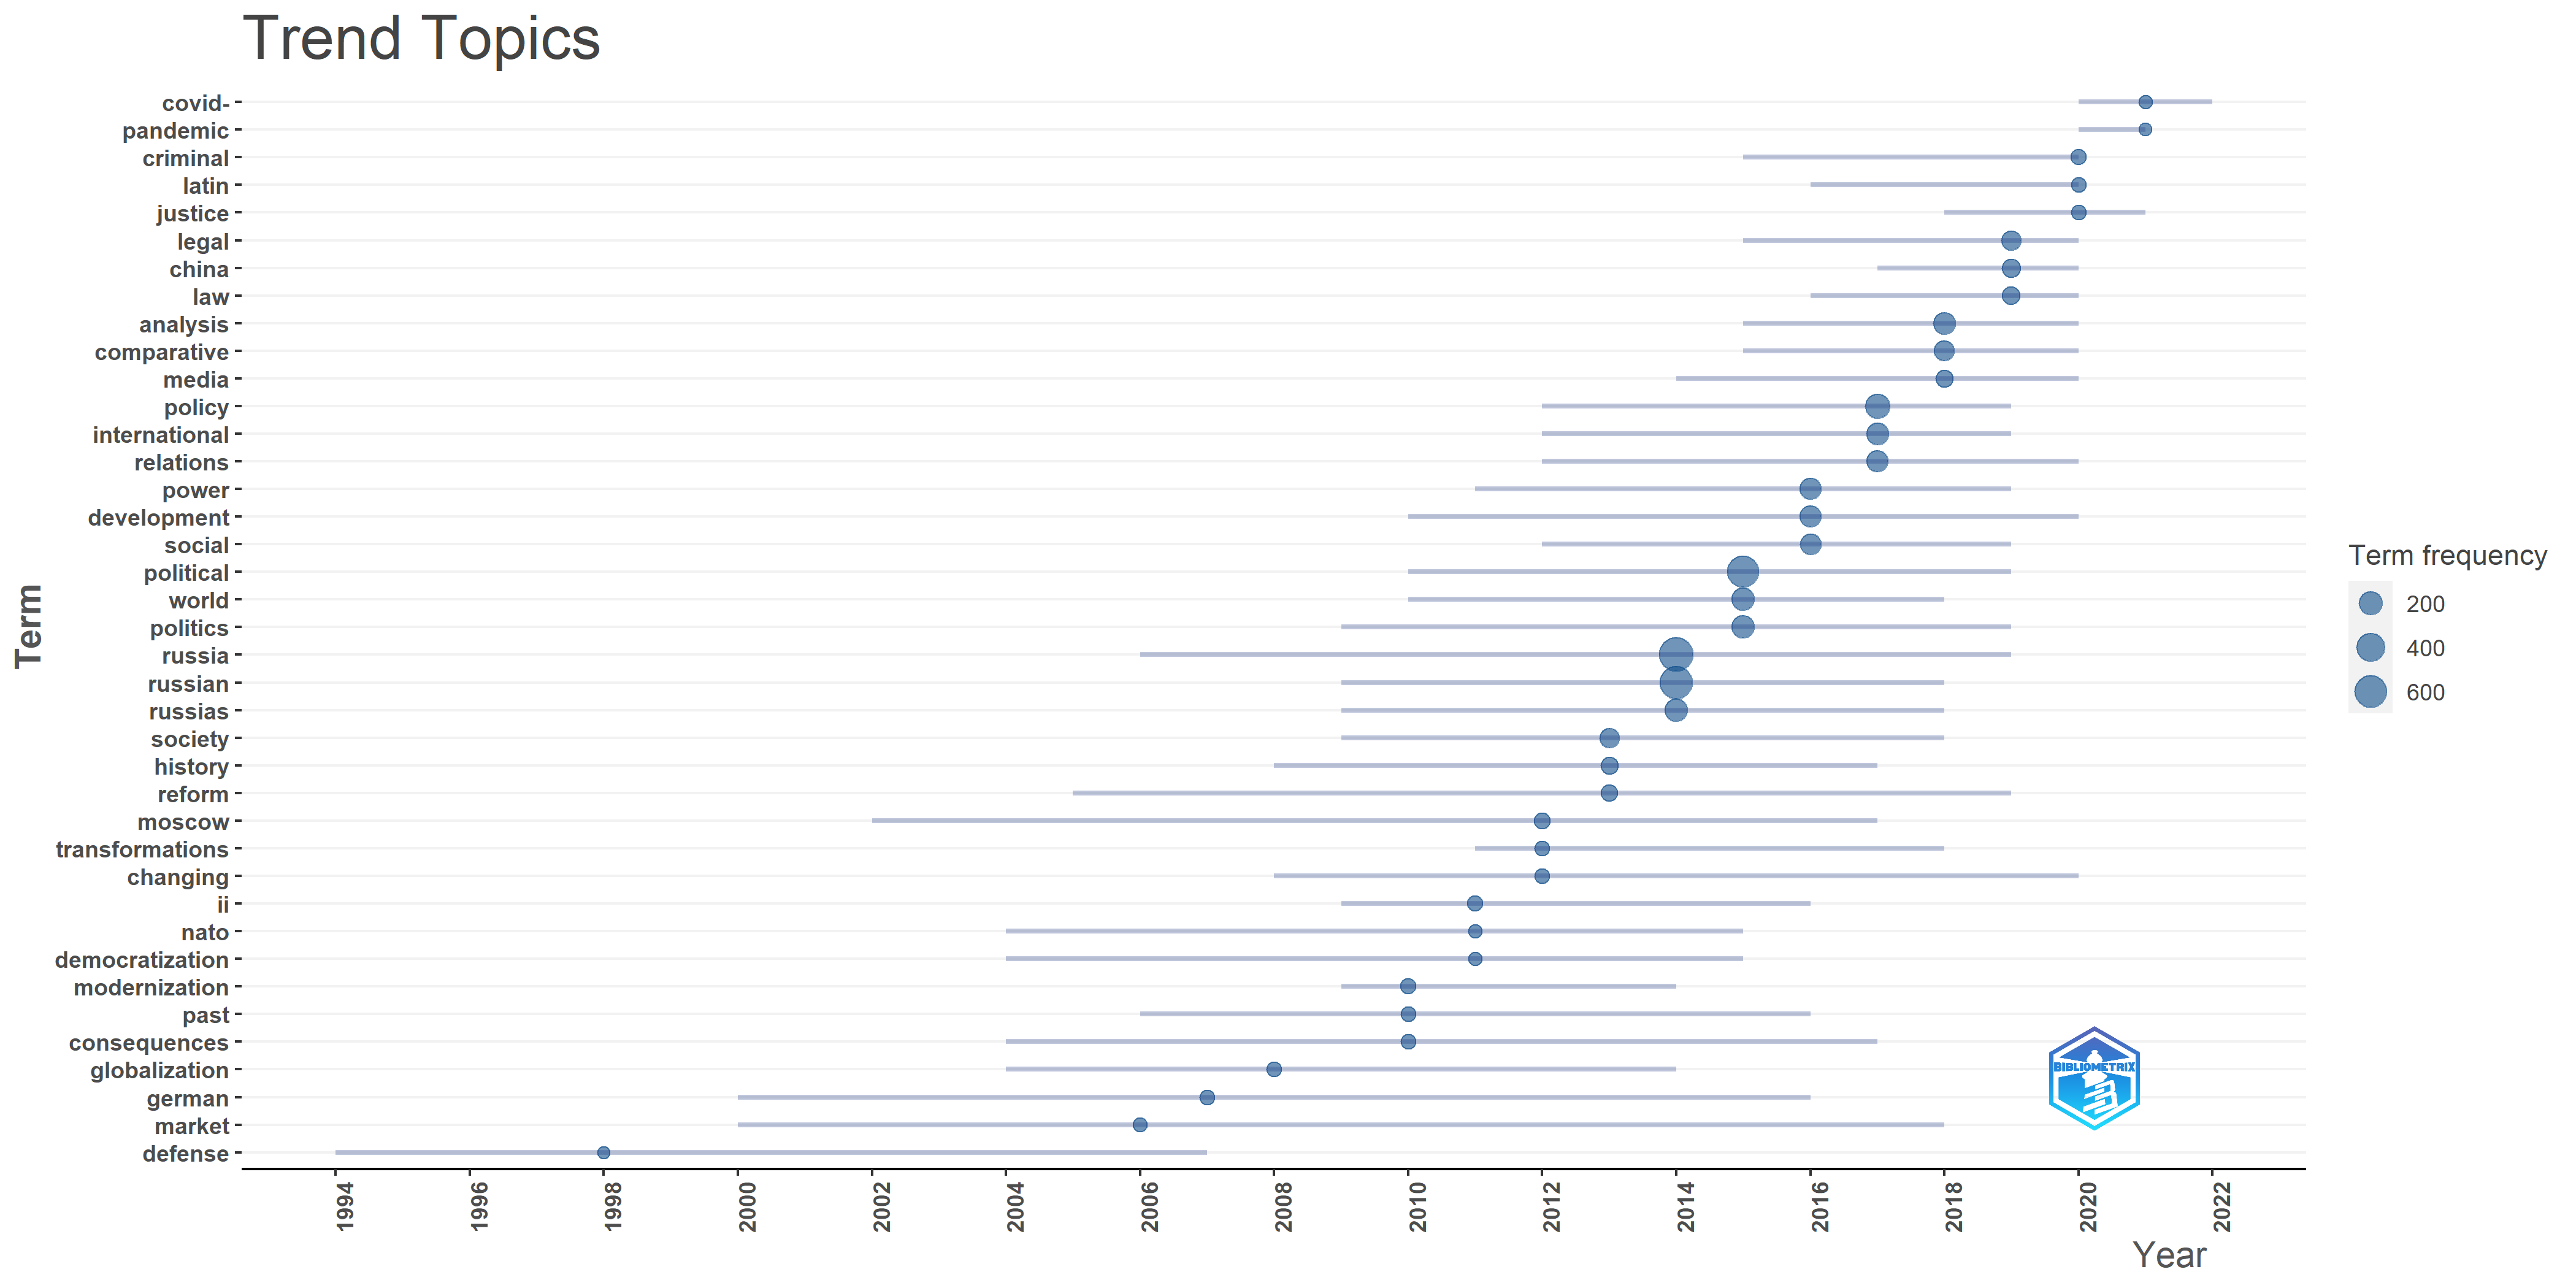 Trend Topics
covid-
pandemic
criminal
latin
justice
legal
china
law
analysis
comparative
media
policy
international
relations
power
development
social
political
world
politics
russia
russian
russias
society
history
reform
moscow
transformations
changing
ii
nato
democratization
modernization
past
consequences
globalization
german
market
defense
Term
1994 1996 1998 2000 2002 2004 2006 2008 2010 2012 2014 2016 2018 2020 2022
Year
Term frequency
200
400
600
BIBLIOMETRIX